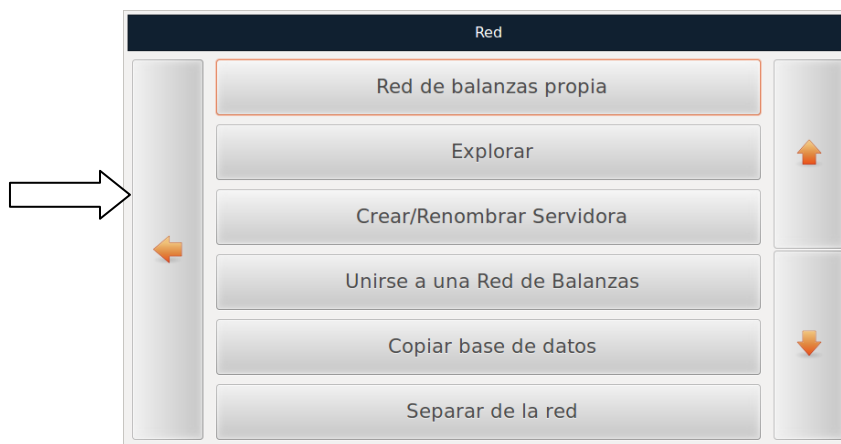 Red
Red de balanzas propia
Explorar
Crear/Renombrar Servidora
Unirse a una Red de Balanzas
Copiar base de datos
Separar de la red